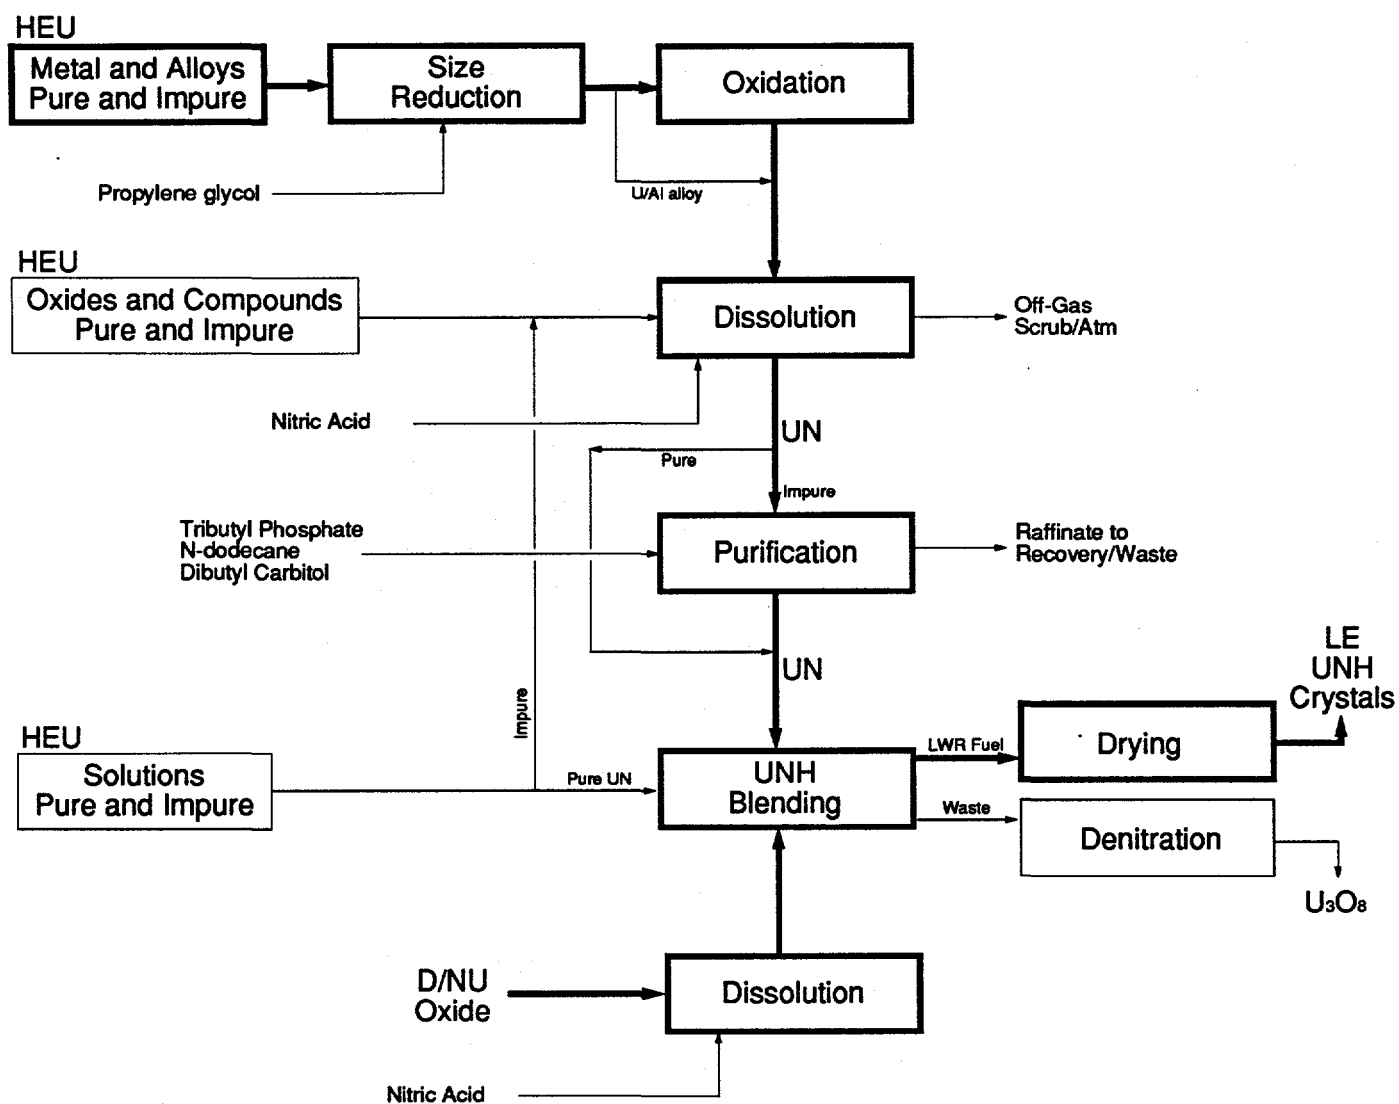 HEU
Metal and Alloys
Pure and Impure
Size
Reduction
Oxidation
Propylene glycol
U/Al alloy
HEU
Oxides and Compounds
Pure and Impure
Dissolution
Off-Gas
Scrub/Atm
Nitric Acid
UN
Pure
Impure
Tributyl Phosphate
N-dodecane
Dibutyl Carbitol
Purification
Raffinate to
Recovery/Waste
UN
LE
UNH
Crystals
Impure
HEU
Solutions
Pure and Impure
Pure UN
UNH
Blending
LWR Fuel
Drying
Waste
Denitration
U₃O₈
D/NU
Oxide
Dissolution
Nitric Acid